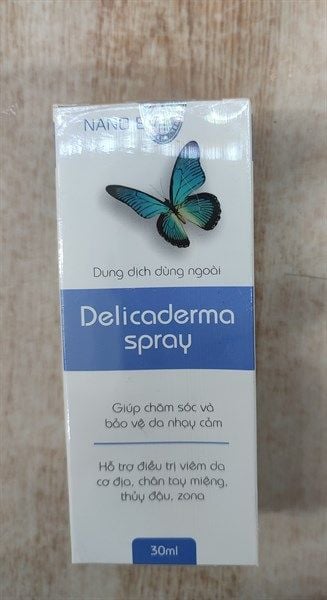 NANO
Dung dịch dùng ngoài
Delicaderma
spray
Giúp chăm sóc và
bảo vệ da nhạy cảm
Hỗ trợ điều trị viêm da
cơ địa, chân tay miệng,
thủy đậu, zona
30ml